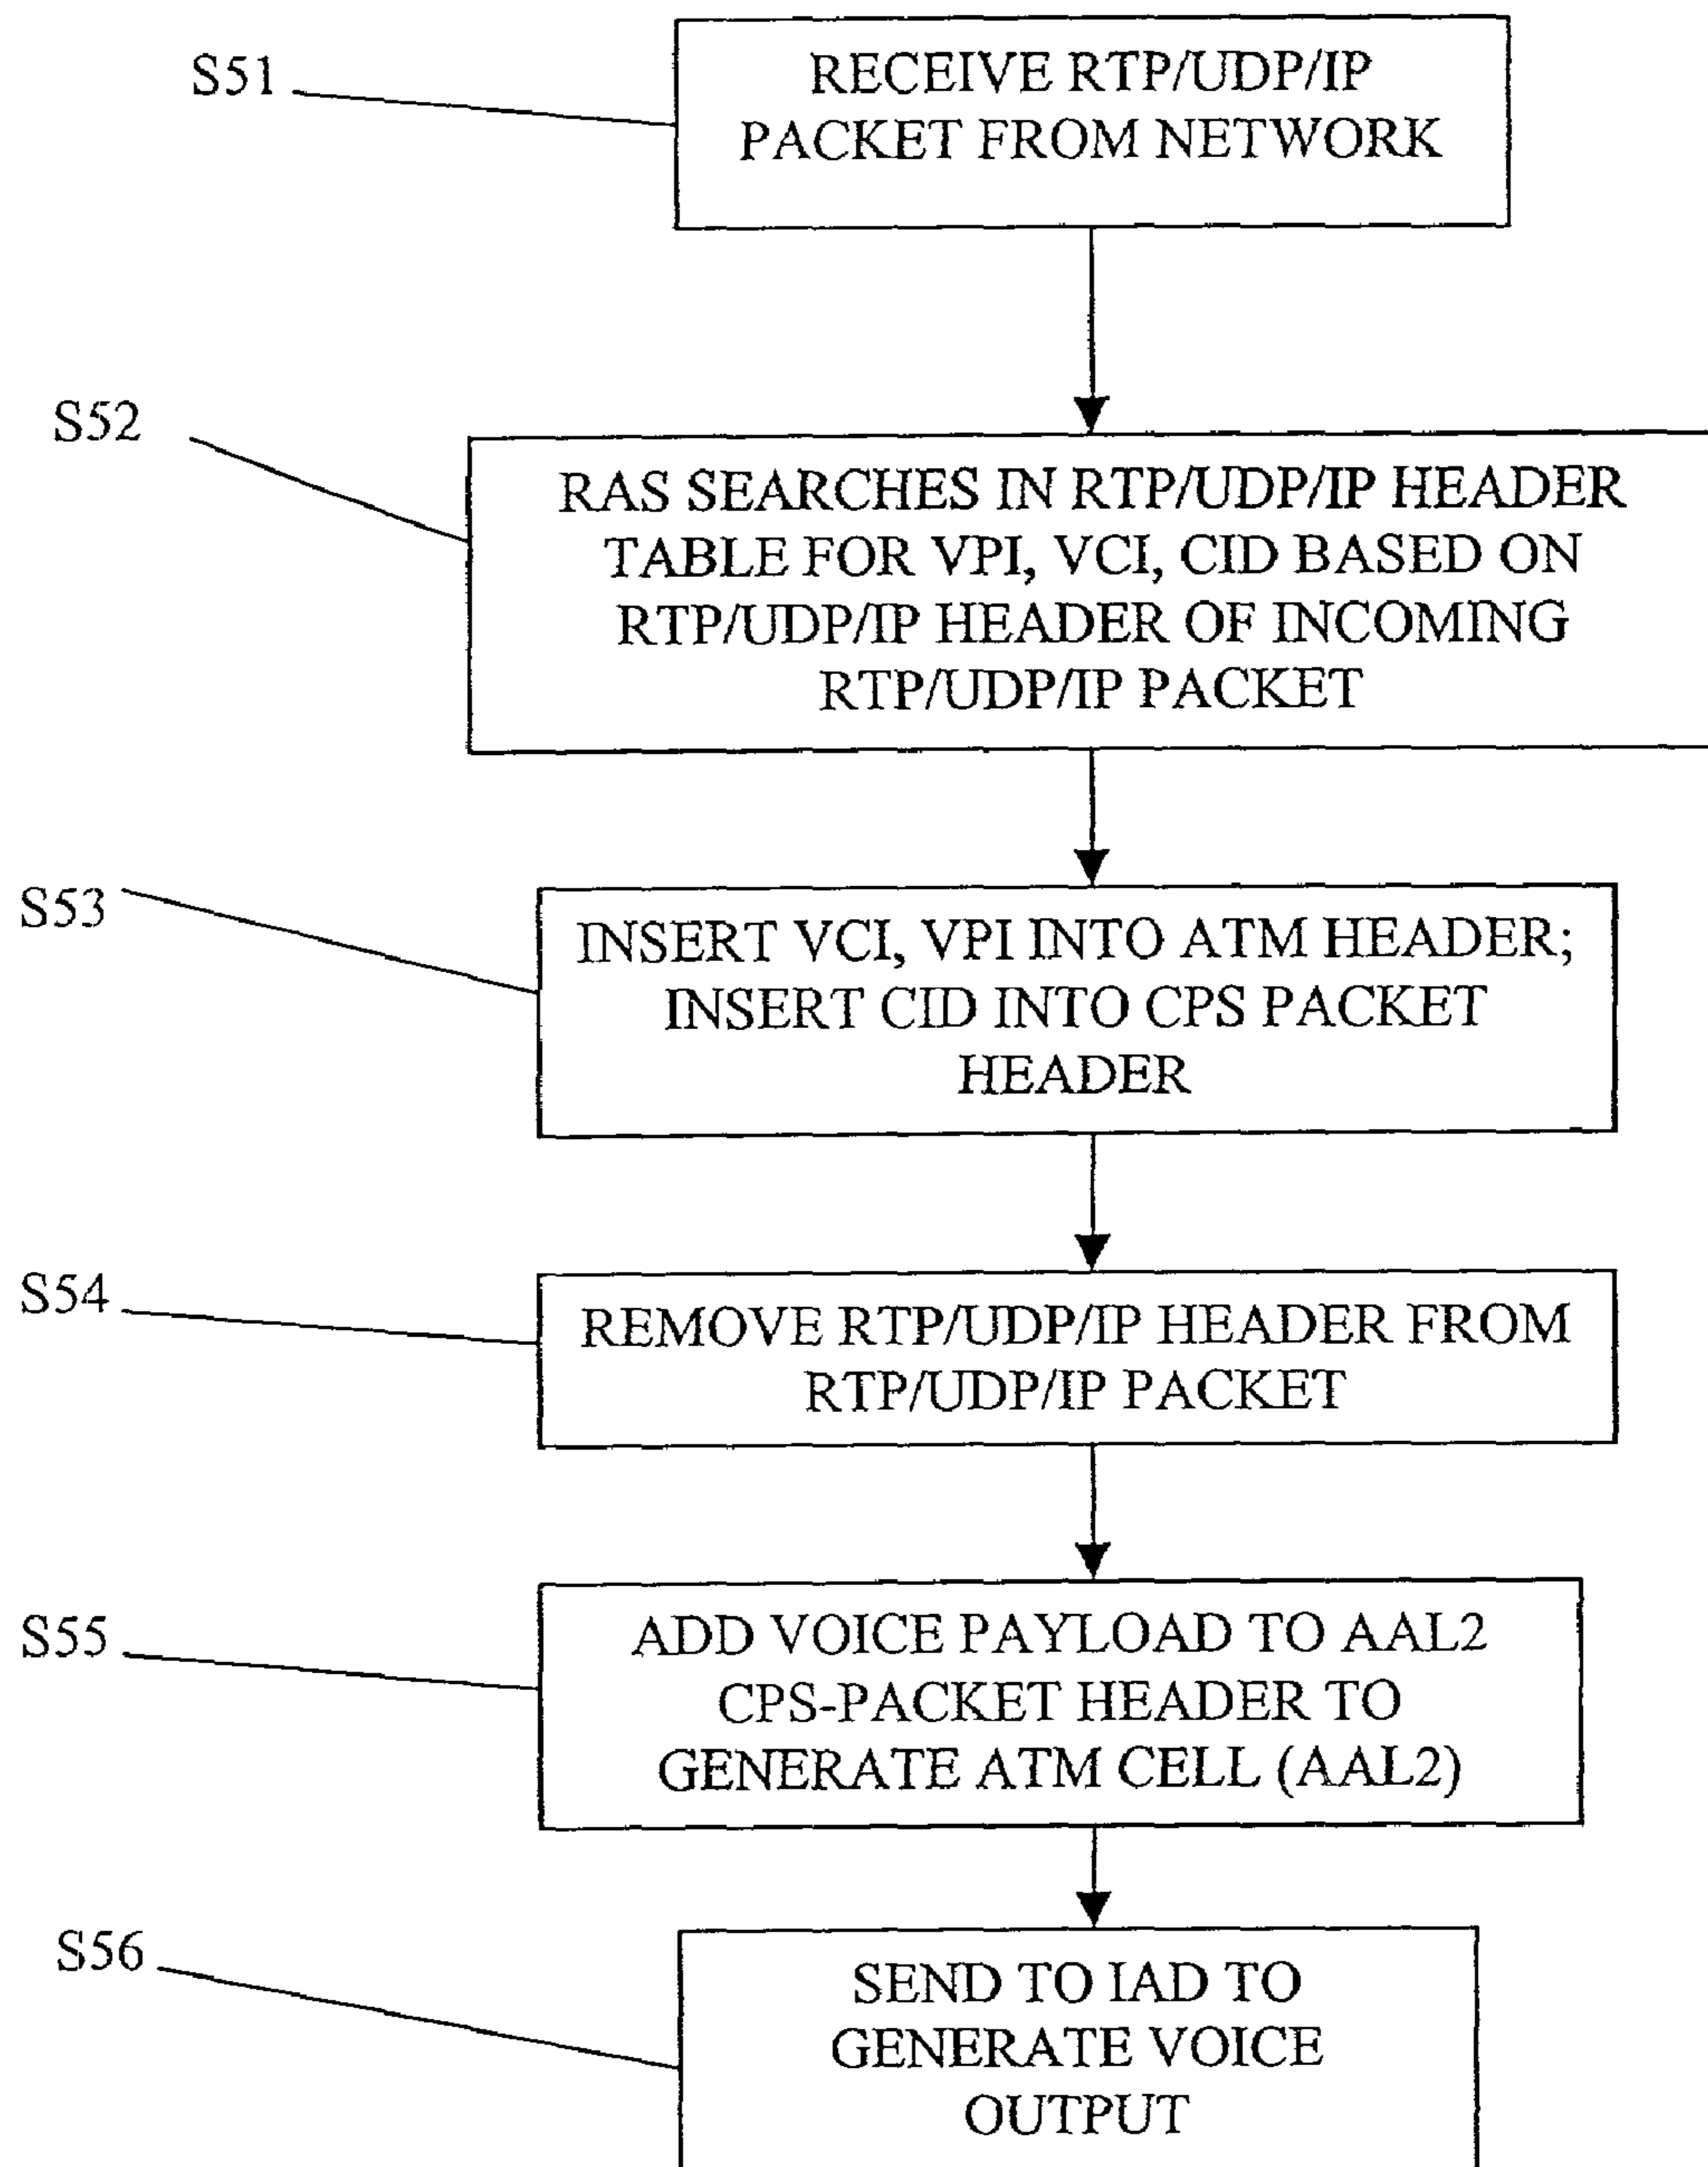 S51
RECEIVE RTP/UDP/IP
PACKET FROM NETWORK
S52
RAS SEARCHES IN RTP/UDP/IP HEADER
TABLE FOR VPI, VCI, CID BASED ON
RTP/UDP/IP HEADER OF INCOMING
RTP/UDP/IP PACKET
S53
INSERT VCI, VPI INTO ATM HEADER;
INSERT CID INTO CPS PACKET
HEADER
S54
REMOVE RTP/UDP/IP HEADER FROM
RTP/UDP/IP PACKET
S55
ADD VOICE PAYLOAD TO AAL2
CPS-PACKET HEADER TO
GENERATE ATM CELL (AAL2)
S56
SEND TO IAD TO
GENERATE VOICE
OUTPUT